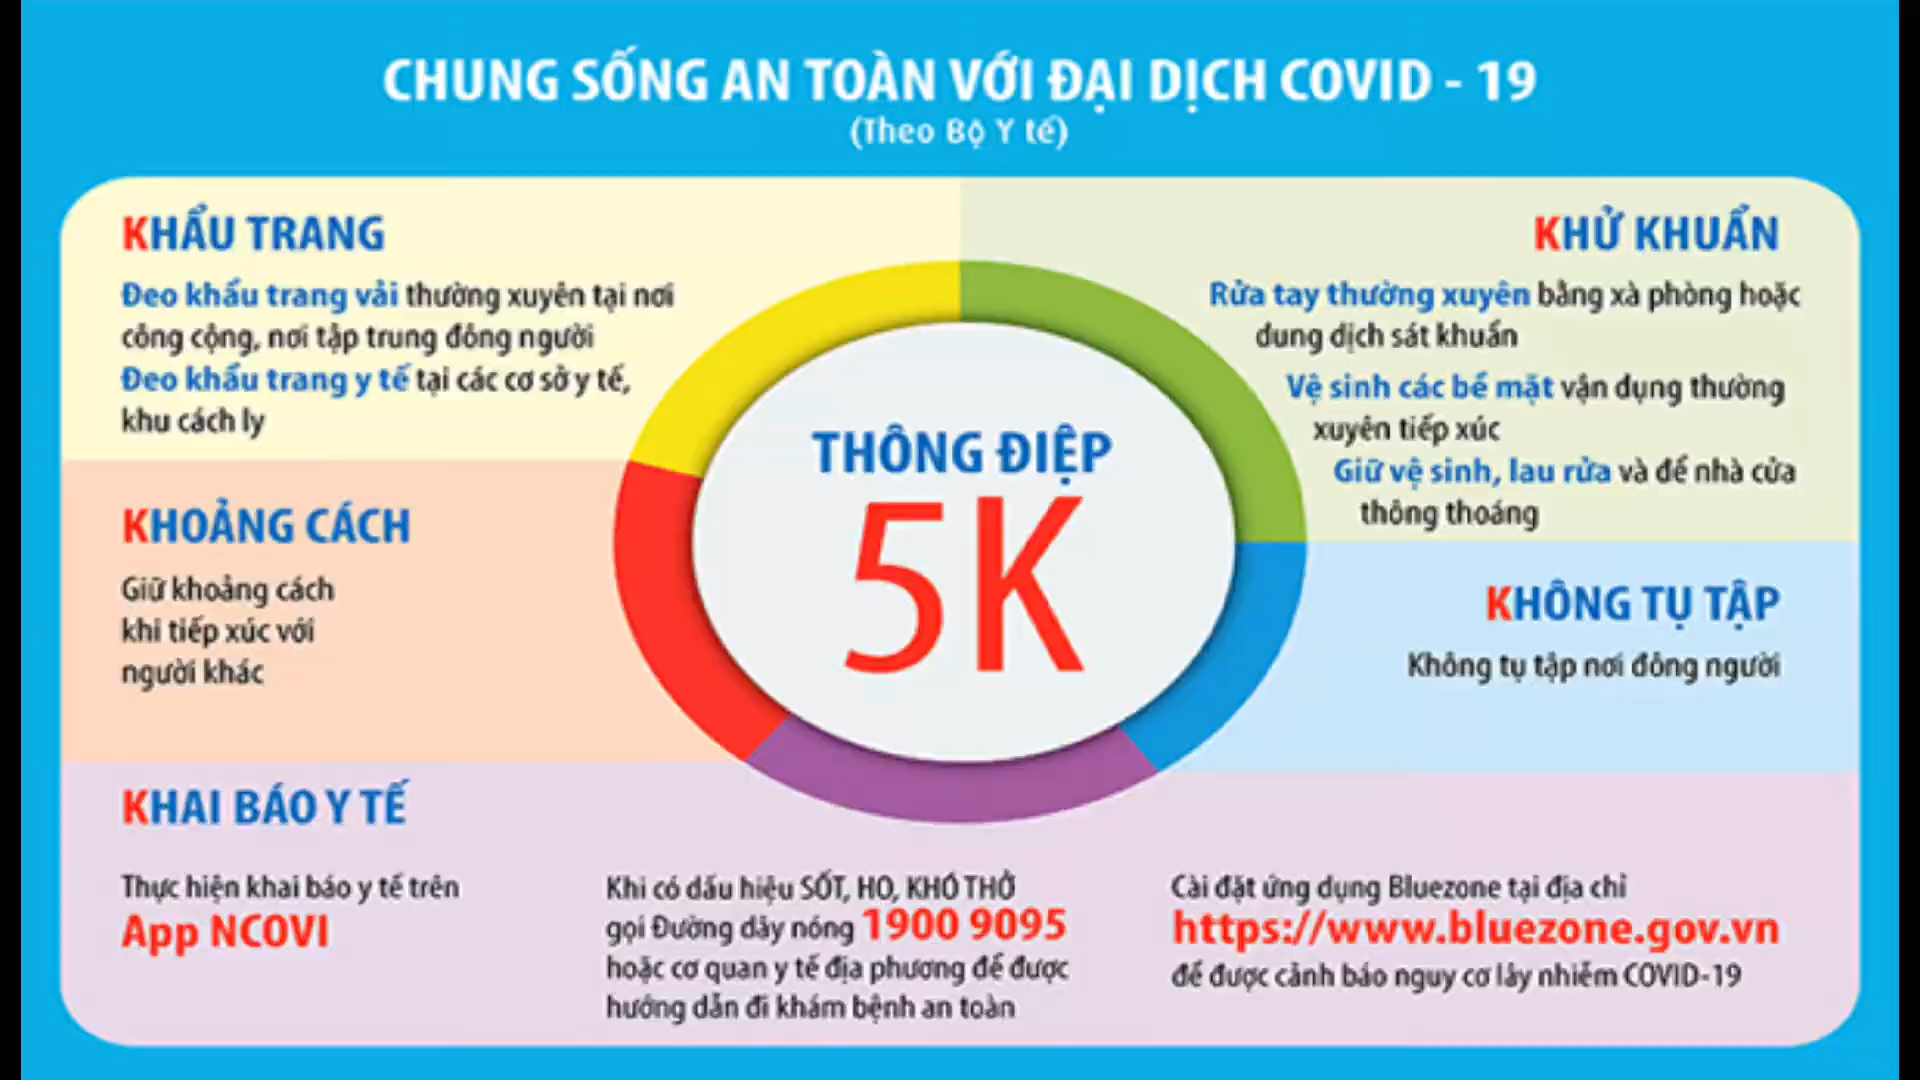 CHUNG SỐNG AN TOÀN VỚI ĐẠI DỊCH COVID - 19
(Theo Bộ Y tế)
KHẨU TRANG
Đeo khẩu trang vải thường xuyên tại nơi
công cộng, nơi tập trung đông người
Đeo khẩu trang y tế tại các cơ sở y tế,
khu cách ly
KHOẢNG CÁCH
Giữ khoảng cách
khi tiếp xúc với
người khác
THÔNG ĐIỆP
5K
KHỬ KHUẨN
Rửa tay thường xuyên bằng xà phòng hoặc
dung dịch sát khuẩn
Vệ sinh các bề mặt vận dụng thường
xuyên tiếp xúc
Giữ vệ sinh, lau rửa và để nhà cửa
thông thoáng
KHÔNG TỤ TẬP
Không tụ tập nơi đông người
KHAI BÁO Y TẾ
Thực hiện khai báo y tế trên
App NCOVI
Khi có dấu hiệu SỐT, HO, KHÓ THỞ
gọi Đường dây nóng 1900 9095
hoặc cơ quan y tế địa phương để được
hướng dẫn đi khám bệnh an toàn
Cài đặt ứng dụng Bluezone tại địa chỉ
https://www.bluezone.gov.vn
để được cảnh báo nguy cơ lây nhiễm COVID-19